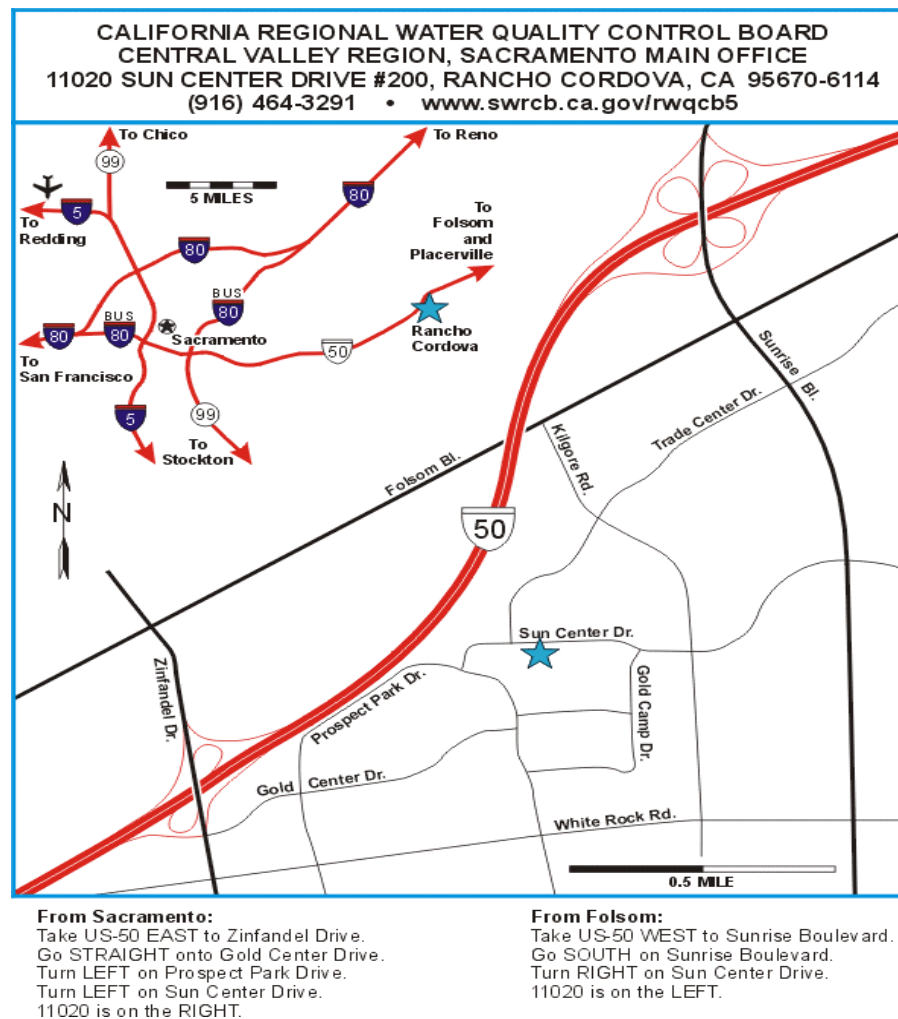 CALIFORNIA REGIONAL WATER QUALITY CONTROL BOARD
CENTRAL VALLEY REGION, SACRAMENTO MAIN OFFICE
11020 SUN CENTER DRIVE #200, RANCHO CORDOVA, CA 95670-6114
(916) 464-3291 • www.swrcb.ca.gov/rwqcb5
To Chico
To Reno
99
5 MILES
80
5
To
Redding
To
Folsom
and
Placerville
80
BUS
80
BUS
80
80
Sacramento
Rancho
Cordova
50
To
San Francisco
5
99
To
Stockton
N
Sunrise Bl.
Trade Center Dr.
Kilgore Rd.
Folsom Bl.
50
Sun Center Dr.
Zinfandel Dr.
Prospect Park Dr.
Gold Camp Dr.
Gold Center Dr.
White Rock Rd.
0.5 MILE
From Sacramento:
Take US-50 EAST to Zinfandel Drive.
Go STRAIGHT onto Gold Center Drive.
Turn LEFT on Prospect Park Drive.
Turn LEFT on Sun Center Drive.
11020 is on the RIGHT.
From Folsom:
Take US-50 WEST to Sunrise Boulevard.
Go SOUTH on Sunrise Boulevard.
Turn RIGHT on Sun Center Drive.
11020 is on the LEFT.